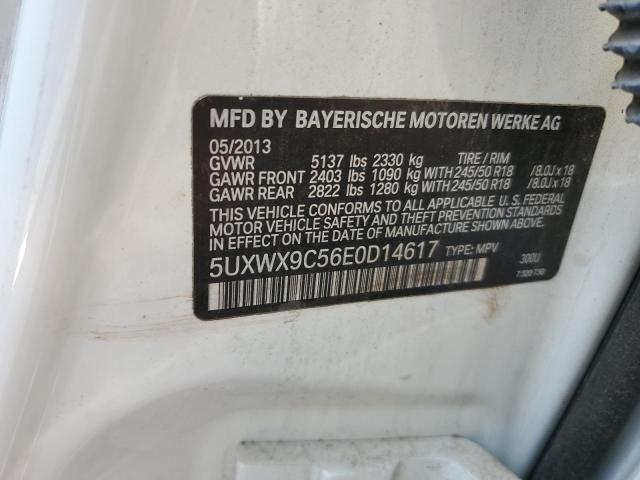 MFD BY BAYERISCHE MOTOREN WERKE AG
05/2013
GVWR 5137 lbs 2330 kg TIRE / RIM
GAWR FRONT 2403 lbs 1090 kg WITH 245/50 R18 /8.0J x 18
GAWR REAR 2822 lbs 1280 kg WITH 245/50 R18 /8.0J x 18
THIS VEHICLE CONFORMS TO ALL APPLICABLE U. S. FEDERAL
MOTOR VEHICLE SAFETY AND THEFT PREVENTION STANDARDS
IN EFFECT ON THE DATE OF MANUFACTURE SHOWN ABOVE.
5UXWX9C56E0D14617 TYPE: MPV 300U
7 320 730